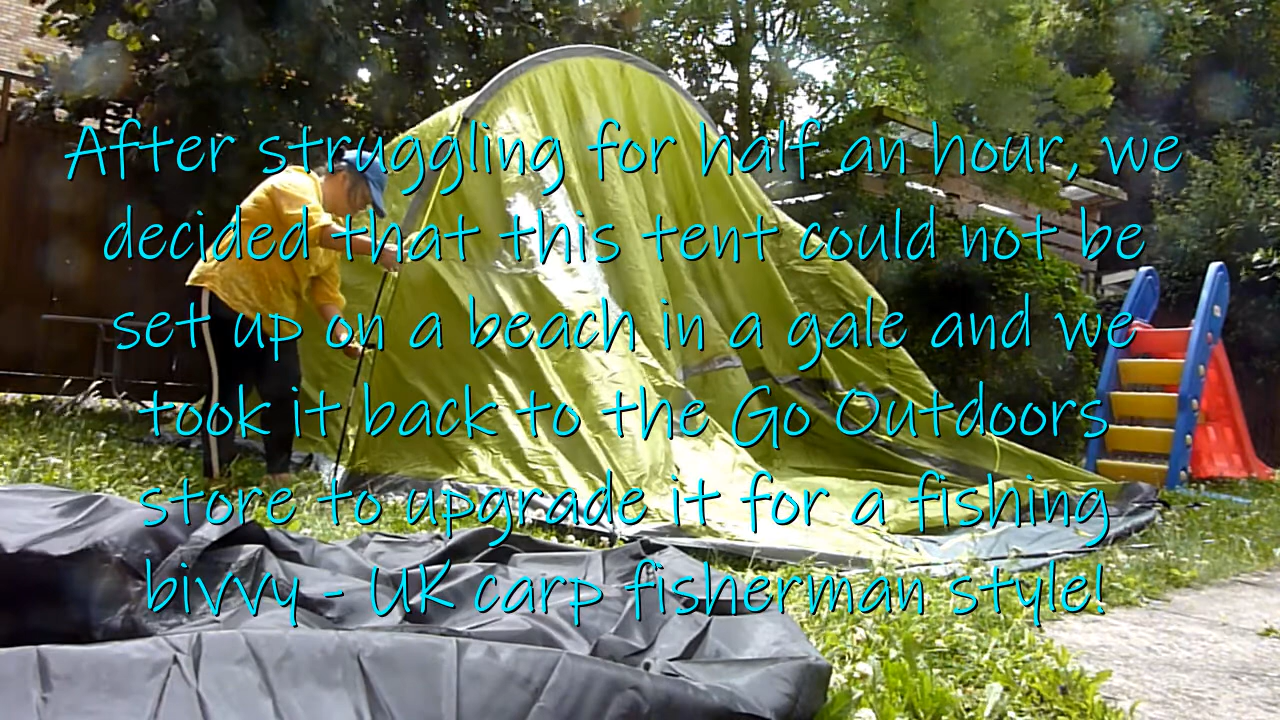 After struggling for half an hour, we
decided that this tent could not be
set up on a beach in a gale and we
took it back to the Go Outdoors
store to upgrade it for a fishing
bivvy - UK carp fisherman style!